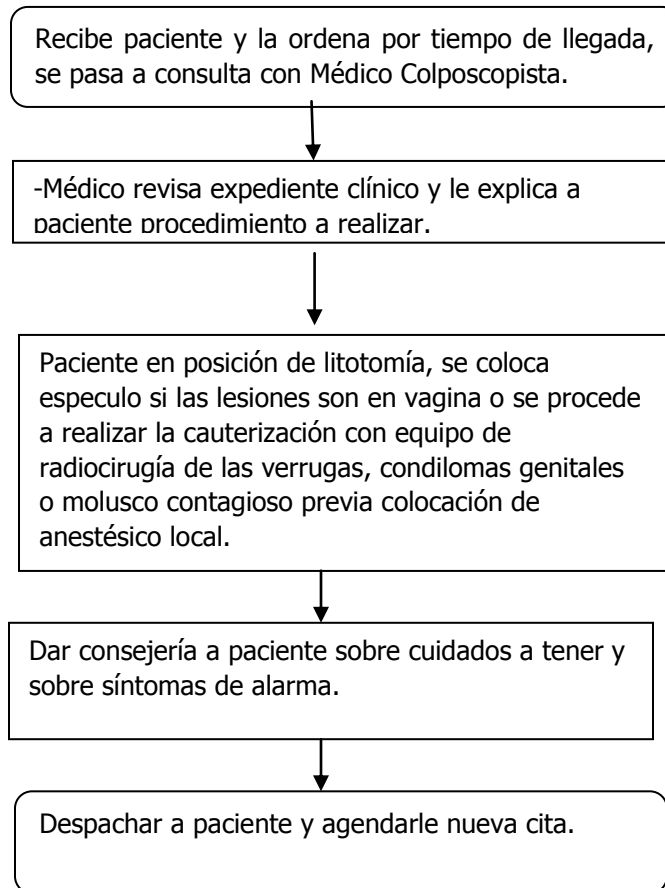 Recibe paciente y la ordena por tiempo de llegada,
se pasa a consulta con Médico Colposcopista.
-Médico revisa expediente clínico y le explica a
paciente procedimiento a realizar.
Paciente en posición de litotomía, se coloca
especulo si las lesiones son en vagina o se procede
a realizar la cauterización con equipo de
radiocirugía de las verrugas, condilomas genitales
o molusco contagioso previa colocación de
anestésico local.
Dar consejería a paciente sobre cuidados a tener y
sobre síntomas de alarma.
Despachar a paciente y agendarle nueva cita.